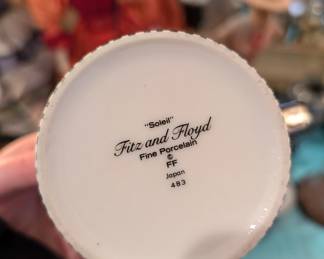 "Soleil"
Fitz and Floyd
Fine Porcelain
©
FF
Japan
483